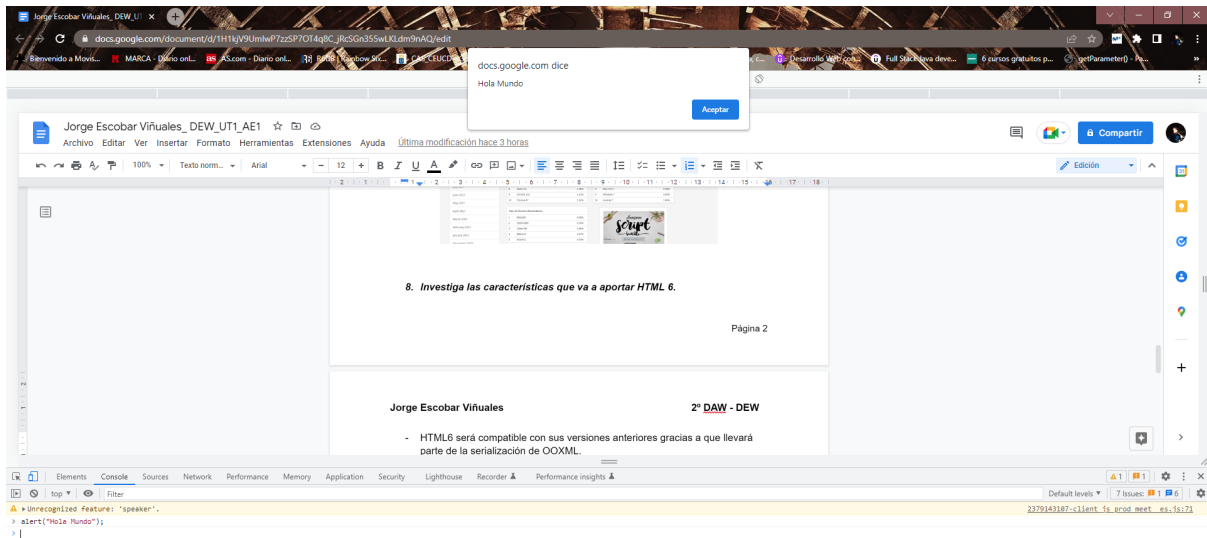 Jorge Escobar Viñuales_ DEW_U
docs.google.com/document/d/1H1kjV9UmIwP7zzSP7OT4q8C_jRcSGn355wLKLdm9nAQ/edit
Bienvenido a Movis... MARCA - Diario onl... AS.com - Diario onl... Full Stack Java deve... 6 cursos gratuitos p... getParameter() - Pa...
docs.google.com dice
Hola Mundo
Aceptar
Jorge Escobar Viñuales_ DEW_UT1_AE1
Compartir
Archivo Editar Ver Insertar Formato Herramientas Extensiones Ayuda Última modificación hace 3 horas
100% Texto norm... Arial - 12 + B I U A Edición
8. Investiga las características que va a aportar HTML 6.
Página 2
Jorge Escobar Viñuales 2º DAW - DEW
- HTML6 será compatible con sus versiones anteriores gracias a que llevará
parte de la serialización de OOXML.
Elements Console Sources Network Performance Memory Application Security Lighthouse Recorder Performance insights 1 1
top Filter Default levels 7 Issues: 1 6
Unrecognized feature: 'speaker'. 2379143107-client_js_prod_meet__es.js:71
> alert("Hola Mundo");
>